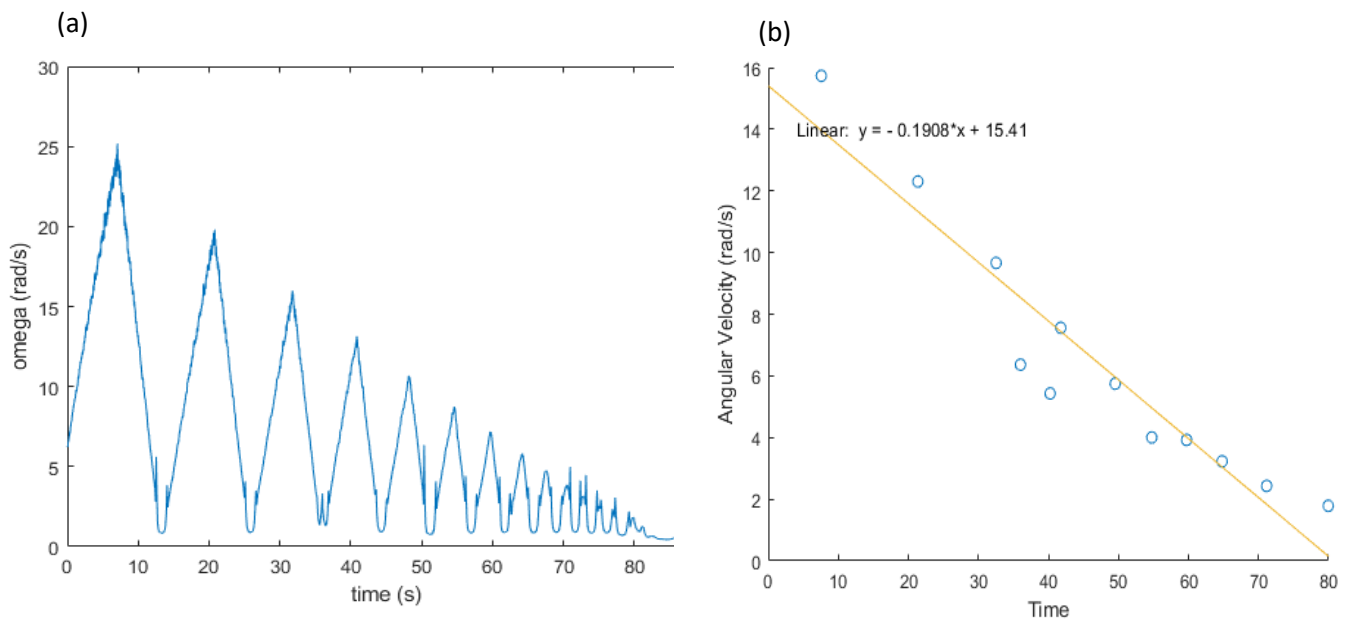 (a)
30
25
20
15
10
5
0
omega (rad/s)
0 10 20 30 40 50 60 70 80
time (s)
(b)
16
14
12
10
8
6
4
2
0
Angular Velocity (rad/s)
Linear: y = - 0.1908*x + 15.41
0 10 20 30 40 50 60 70 80
Time